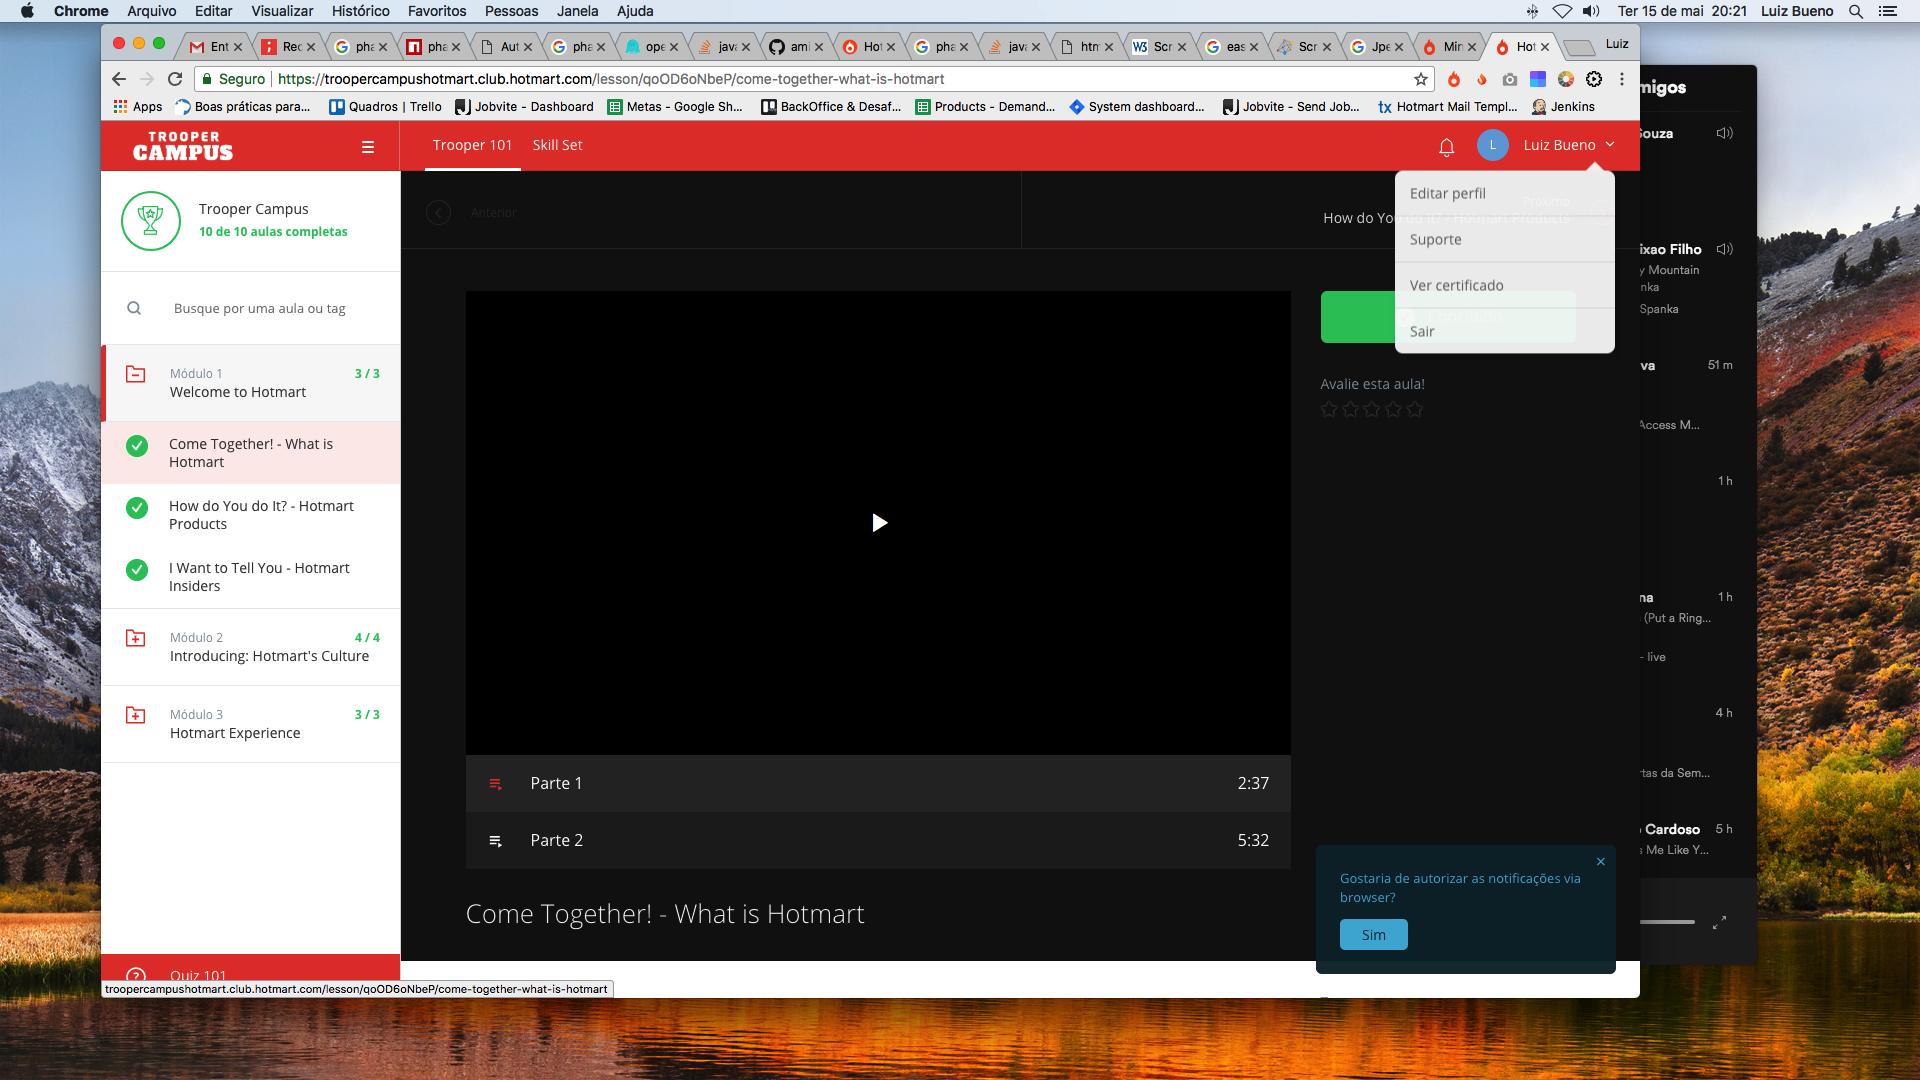 Chrome Arquivo Editar Visualizar Histórico Favoritos Pessoas Janela Ajuda Ter 15 de mai 20:21 Luiz Bueno
Ent Rec pha pha Aut pha ope java ami Hot pha java htm W3 Scr eas Scr Jpe Min Hot Luiz
Seguro https://troopercampushotmart.club.hotmart.com/lesson/qoOD6oNbeP/come-together-what-is-hotmart
Apps Boas práticas para... Quadros | Trello Jobvite - Dashboard Metas - Google Sh... BackOffice & Desaf... Products - Demand... System dashboard... Jobvite - Send Job... tx Hotmart Mail Templ... Jenkins
TROOPER
CAMPUS
Trooper 101 Skill Set
L Luiz Bueno
Editar perfil
Suporte
Ver certificado
Sair
Trooper Campus
10 de 10 aulas completas
Busque por uma aula ou tag
Módulo 1 3 / 3
Welcome to Hotmart
Come Together! - What is
Hotmart
How do You do It? - Hotmart
Products
I Want to Tell You - Hotmart
Insiders
Módulo 2 4 / 4
Introducing: Hotmart's Culture
Módulo 3 3 / 3
Hotmart Experience
Quiz 101
troopercampushotmart.club.hotmart.com/lesson/qoOD6oNbeP/come-together-what-is-hotmart
Anterior
Próximo
How do You do It? - Hotmart Products
Avalie esta aula!
Parte 1 2:37
Parte 2 5:32
Come Together! - What is Hotmart
Gostaria de autorizar as notificações via
browser?
Sim
migos
Souza
ixao Filho
y Mountain
nka
Spanka
va 51 m
Access M...
1 h
na 1 h
(Put a Ring...
- live
4 h
rtas da Sem...
Cardoso 5 h
s Me Like Y...